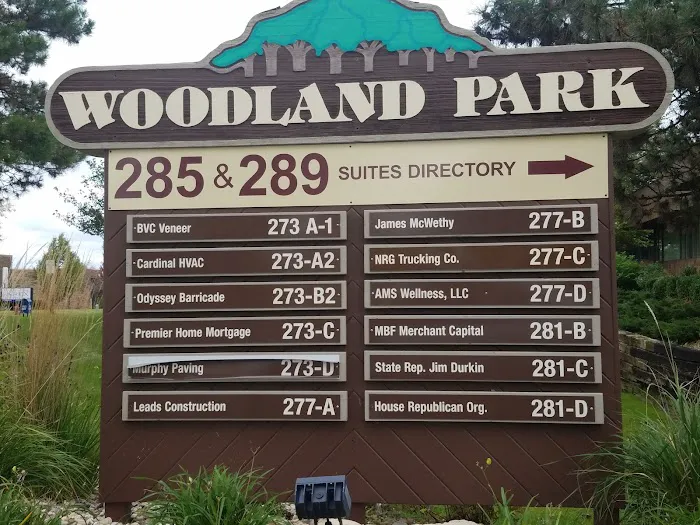 WOODLAND PARK
285 & 289 SUITES DIRECTORY
BVC Veneer 273 A-1
Cardinal HVAC 273-A2
Odyssey Barricade 273-B2
Premier Home Mortgage 273-C
Murphy Paving 273-D
Leads Construction 277-A
James McWethy 277-B
NRG Trucking Co. 277-C
AMS Wellness, LLC 277-D
MBF Merchant Capital 281-B
State Rep. Jim Durkin 281-C
House Republican Org. 281-D